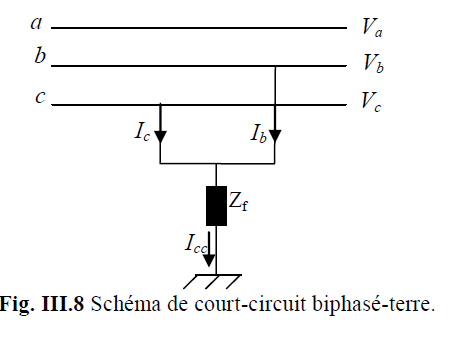 a V_a
b V_b
c V_c
I_c I_b
Z_f
I_cc
Fig. III.8 Schéma de court-circuit biphasé-terre.